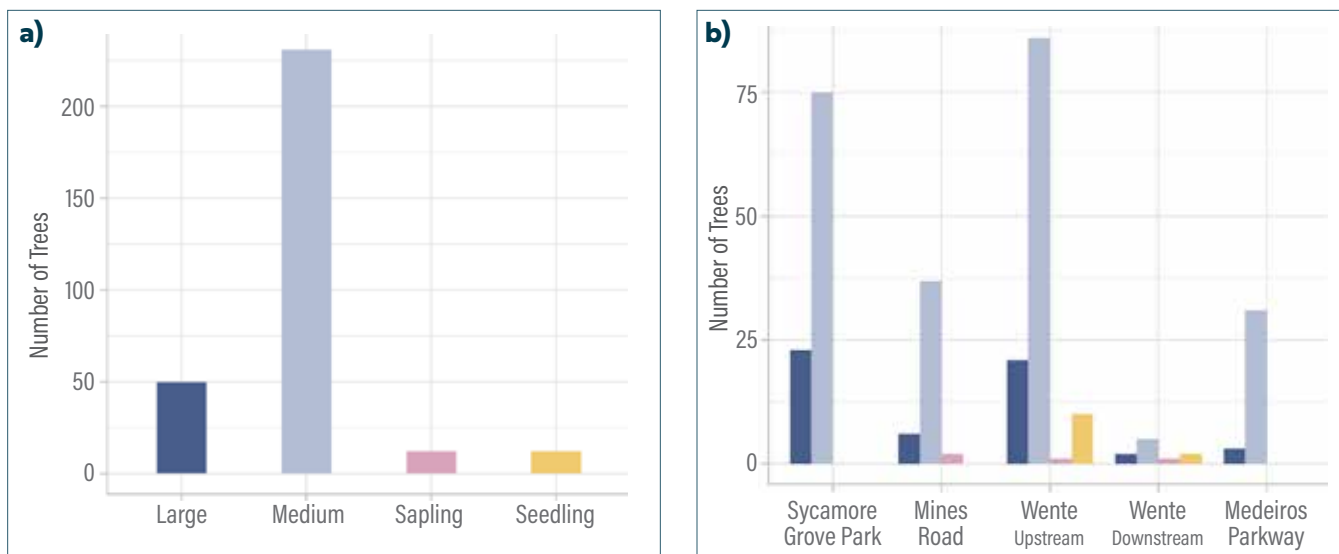 a)
Number of Trees
200
150
100
50
0
Large Medium Sapling Seedling
b)
Number of Trees
75
50
25
0
Sycamore Grove Park
Mines Road
Wente Upstream
Wente Downstream
Medeiros Parkway